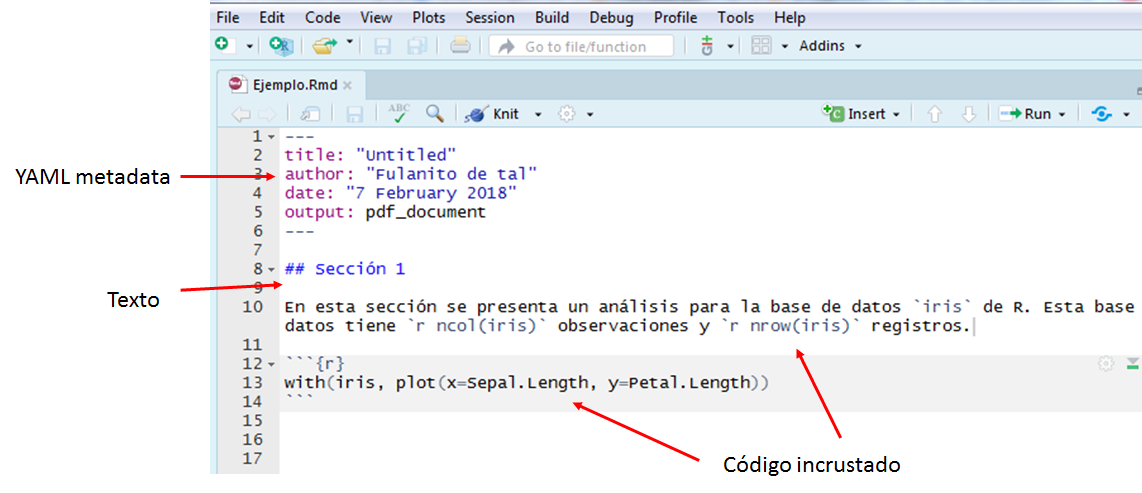 File Edit Code View Plots Session Build Debug Profile Tools Help
Go to file/function Addins
Ejemplo.Rmd
ABC Knit Insert Run
1 ---
2 title: "Untitled"
YAML metadata
3 author: "Fulanito de tal"
4 date: "7 February 2018"
5 output: pdf_document
6 ---
7
8 ## Sección 1
Texto
9
10 En esta sección se presenta un análisis para la base de datos `iris` de R. Esta base
datos tiene `r ncol(iris)` observaciones y `r nrow(iris)` registros.
11
12 ```{r}
13 with(iris, plot(x=Sepal.Length, y=Petal.Length))
14 ```
15
16
17
Código incrustado